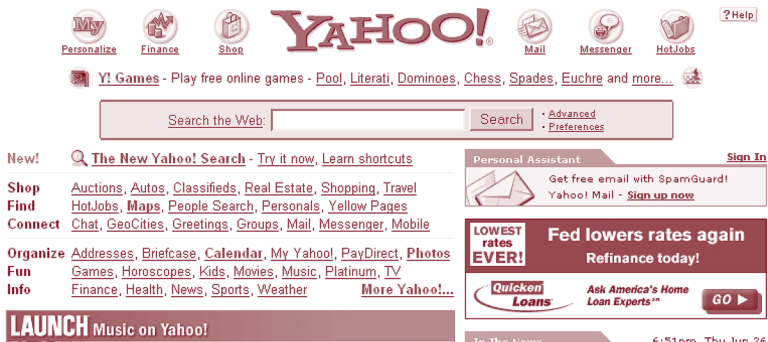 My
Personalize
Finance
Shop
YAHOO!®
Mail
Messenger
HotJobs
?Help
Y! Games - Play free online games - Pool, Literati, Dominoes, Chess, Spades, Euchre and more...
Search the Web: Search
· Advanced
· Preferences
New! The New Yahoo! Search - Try it now, Learn shortcuts
Shop Auctions, Autos, Classifieds, Real Estate, Shopping, Travel
Find HotJobs, Maps, People Search, Personals, Yellow Pages
Connect Chat, GeoCities, Greetings, Groups, Mail, Messenger, Mobile
Organize Addresses, Briefcase, Calendar, My Yahoo!, PayDirect, Photos
Fun Games, Horoscopes, Kids, Movies, Music, Platinum, TV
Info Finance, Health, News, Sports, Weather More Yahoo!...
LAUNCH Music on Yahoo!
Personal Assistant Sign In
Get free email with SpamGuard!
Yahoo! Mail - Sign up now
LOWEST
rates
EVER!
Fed lowers rates again
Refinance today!
Quicken
Loans
Ask America's Home
Loan Experts℠
GO
In The News 6:51pm, Thu Jun 26